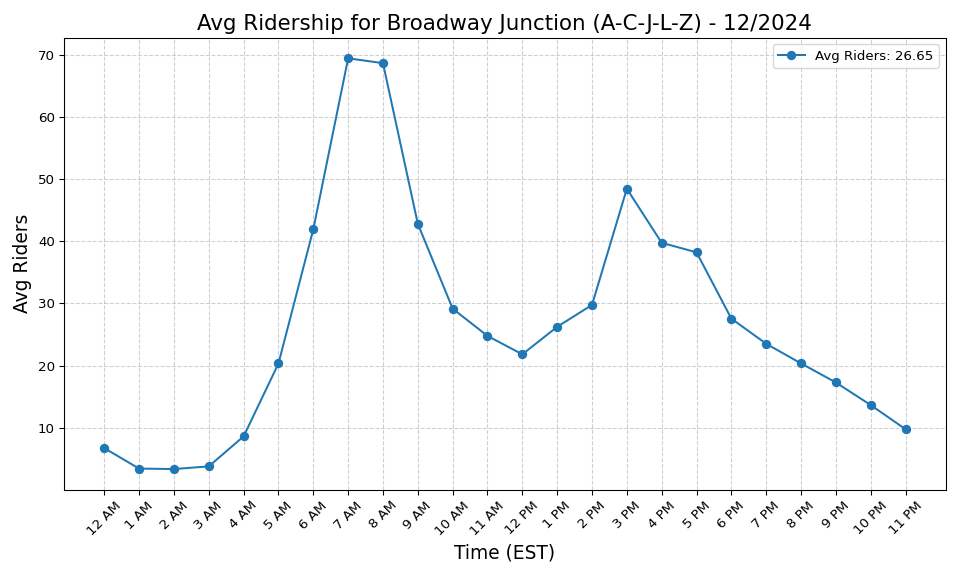 Avg Ridership for Broadway Junction (A-C-J-L-Z) - 12/2024
Avg Riders: 26.65
Avg Riders
70
60
50
40
30
20
10
12 AM
1 AM
2 AM
3 AM
4 AM
5 AM
6 AM
7 AM
8 AM
9 AM
10 AM
11 AM
12 PM
1 PM
2 PM
3 PM
4 PM
5 PM
6 PM
7 PM
8 PM
9 PM
10 PM
11 PM
Time (EST)